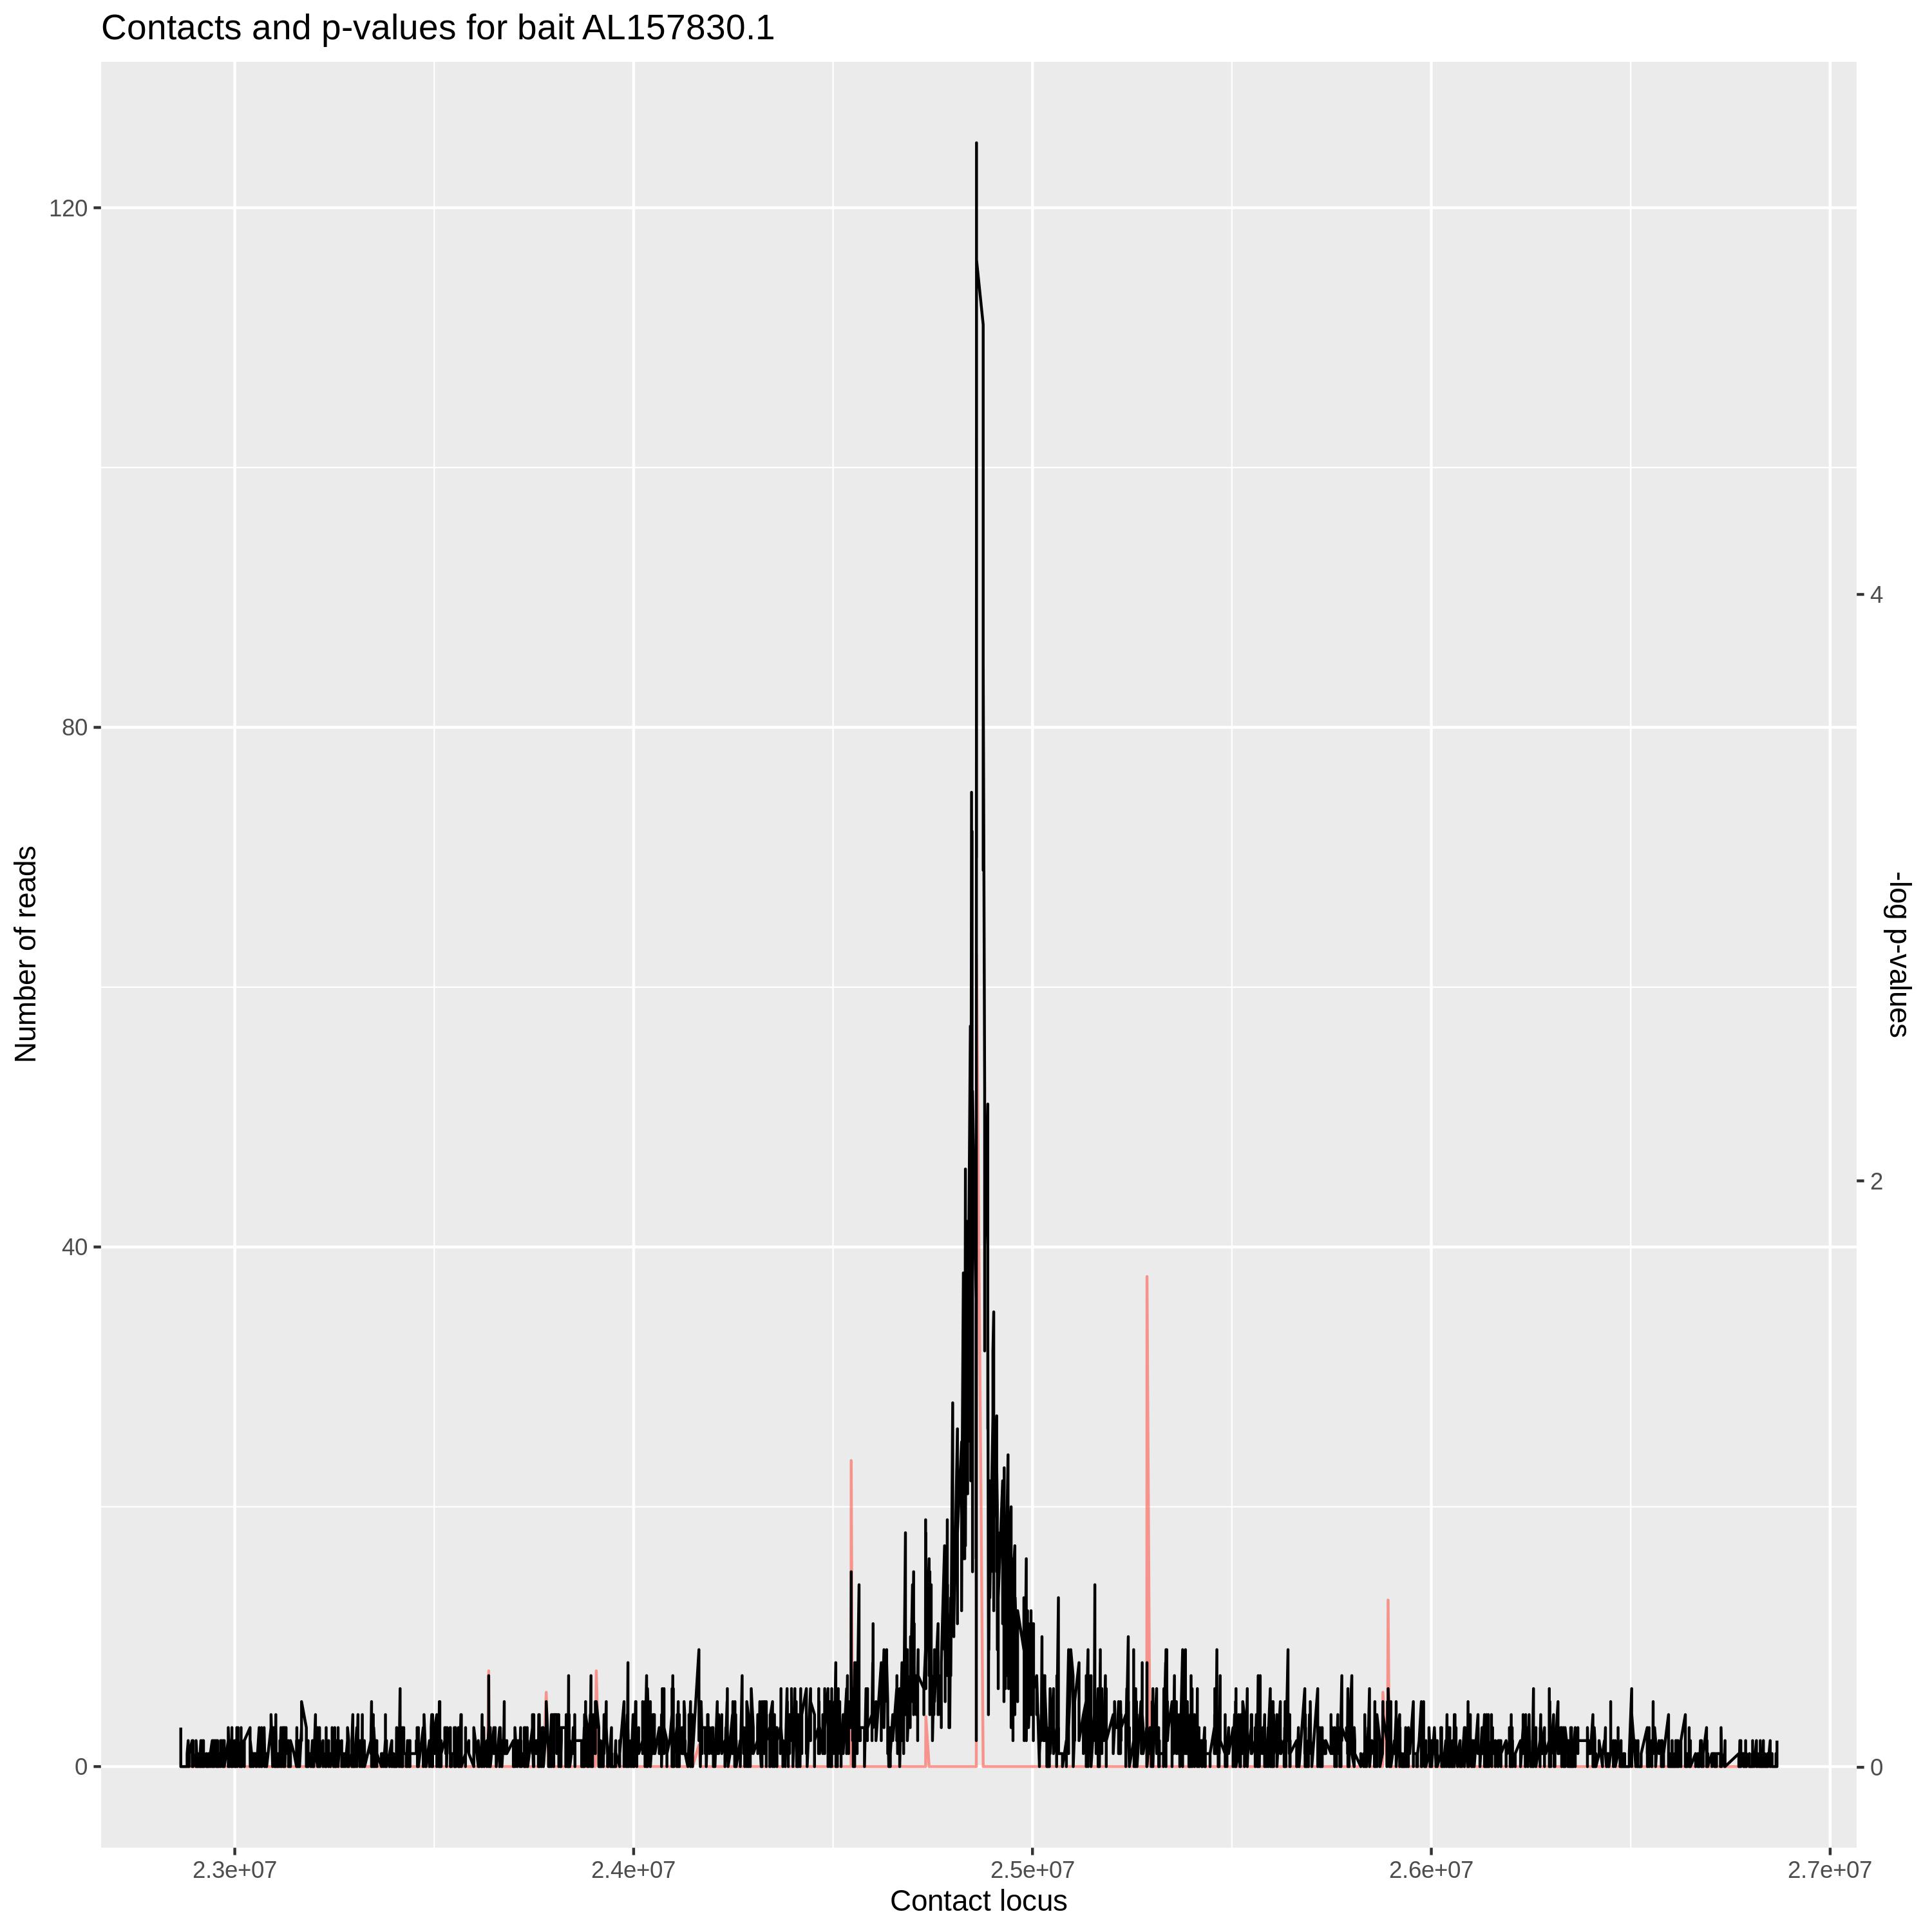 Contacts and p-values for bait AL157830.1
120
80
40
0
Number of reads
4
2
0
-log p-values
2.3e+07
2.4e+07
2.5e+07
2.6e+07
2.7e+07
Contact locus